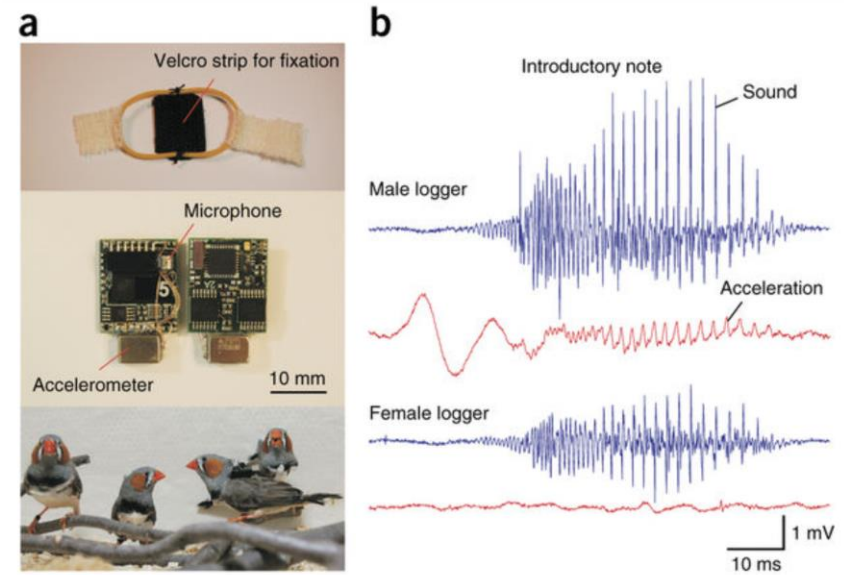 a
Velcro strip for fixation
Microphone
5
Accelerometer
10 mm
b
Introductory note
Sound
Male logger
Acceleration
Female logger
1 mV
10 ms